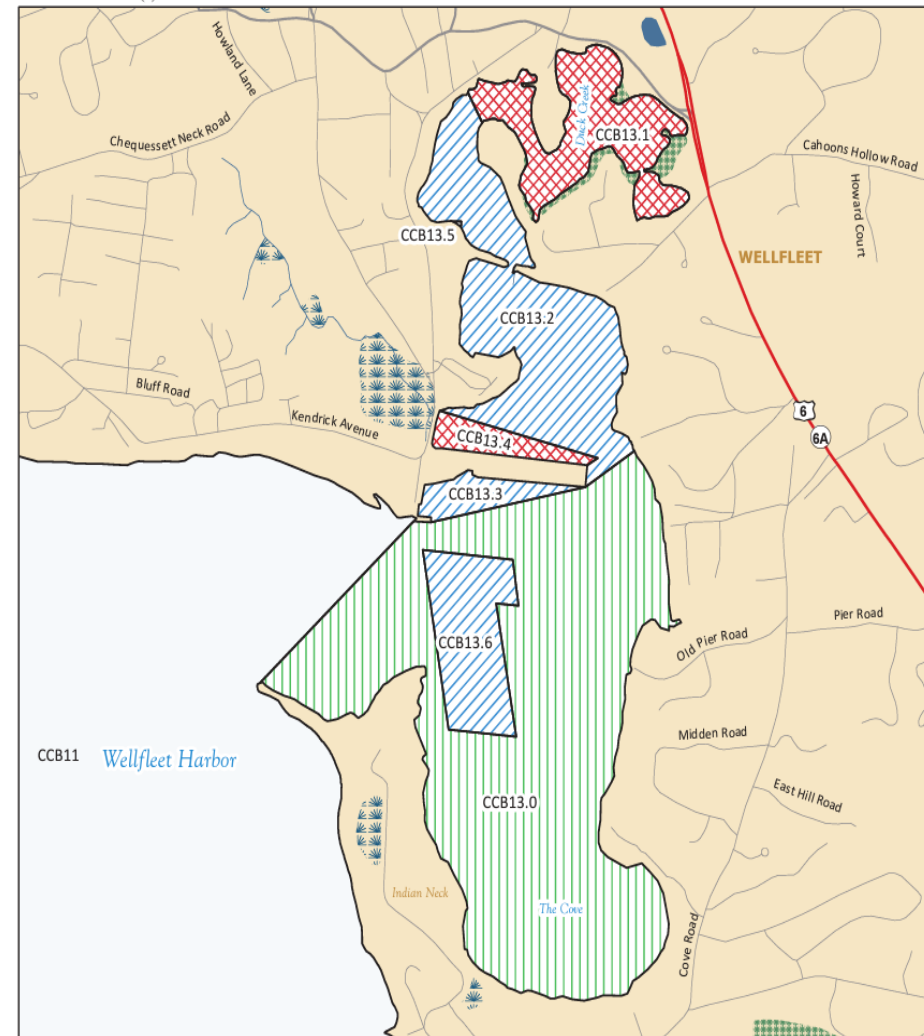 Howland Lane
Chequessett Neck Road
Duck Creek
CCB13.1
Cahoons Hollow Road
Howard Court
CCB13.5
WELLFLEET
CCB13.2
Bluff Road
Kendrick Avenue
6
6A
CCB13.4
CCB13.3
Pier Road
Old Pier Road
CCB13.6
Midden Road
CCB11
Wellfleet Harbor
East Hill Road
CCB13.0
Indian Neck
The Cove
Cove Road